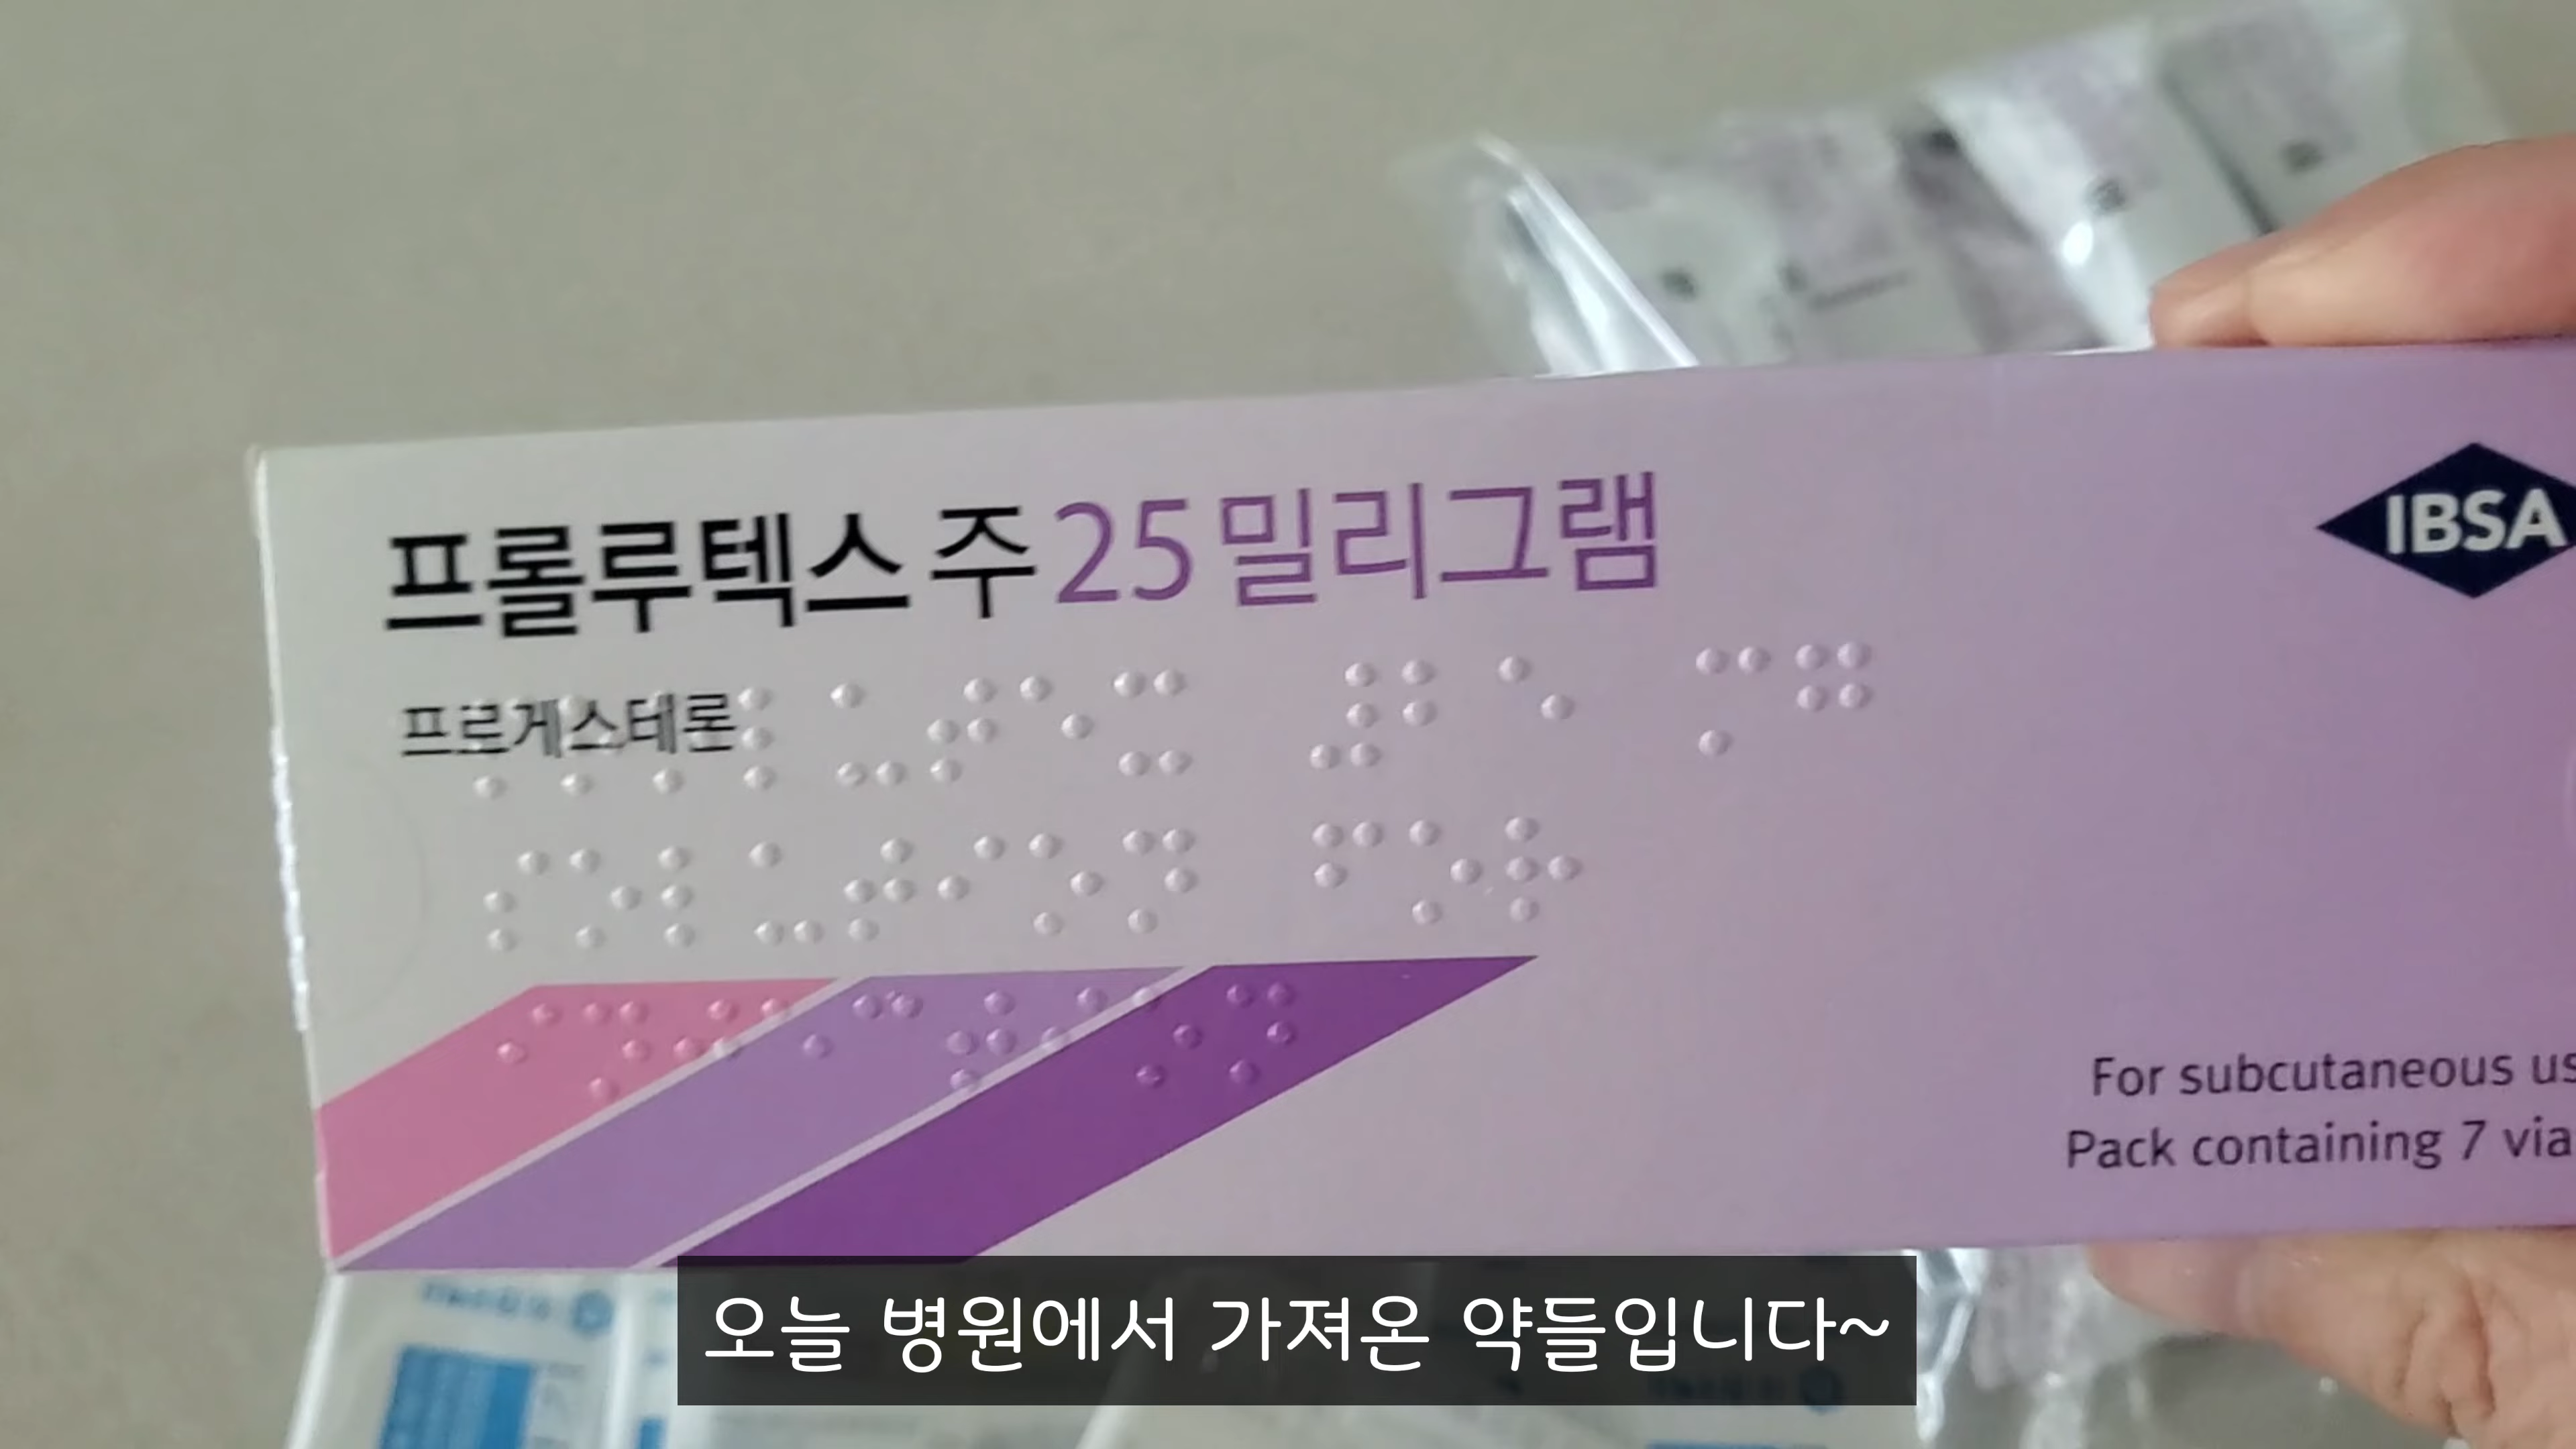 프롤루텍스 주 25 밀리그램
IBSA
프로게스테론
For subcutaneous us
Pack containing 7 via
오늘 병원에서 가져온 약들입니다~